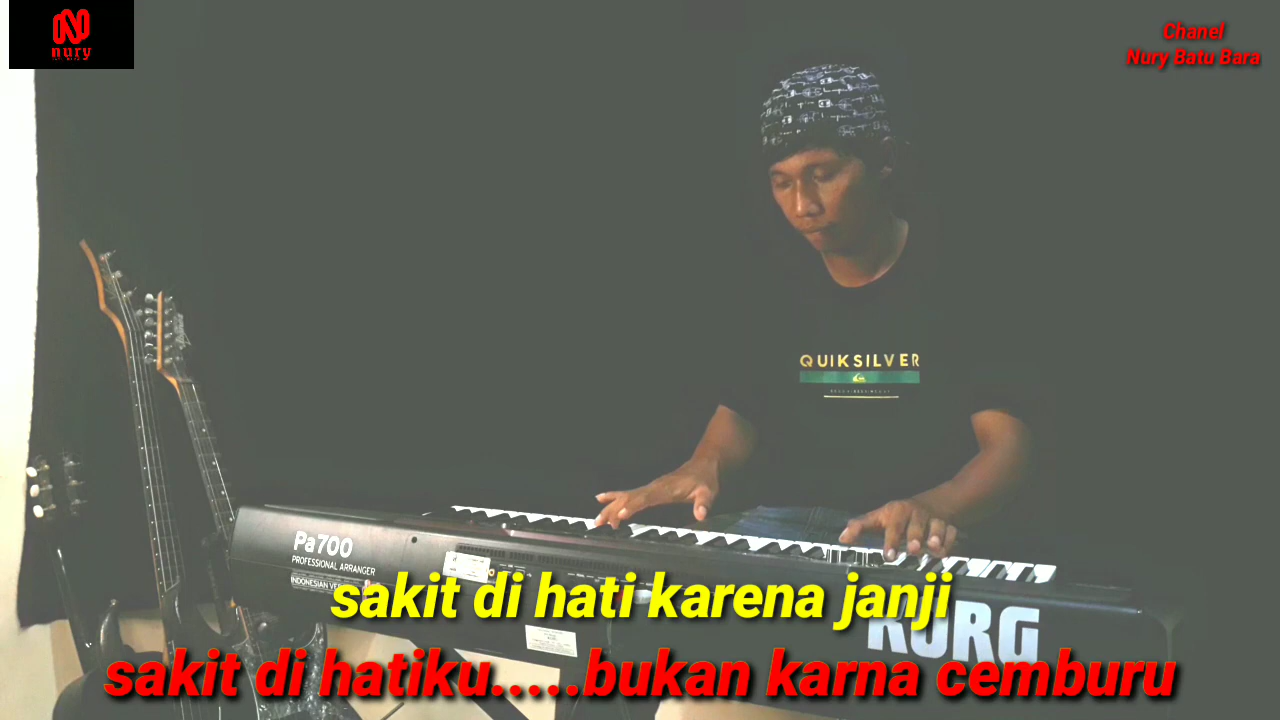 nury
Chanel
Nury Batu Bara
QUIKSILVER
Pa700
PROFESSIONAL ARRANGER
KORG
sakit di hati karena janji
sakit di hatiku.....bukan karna cemburu